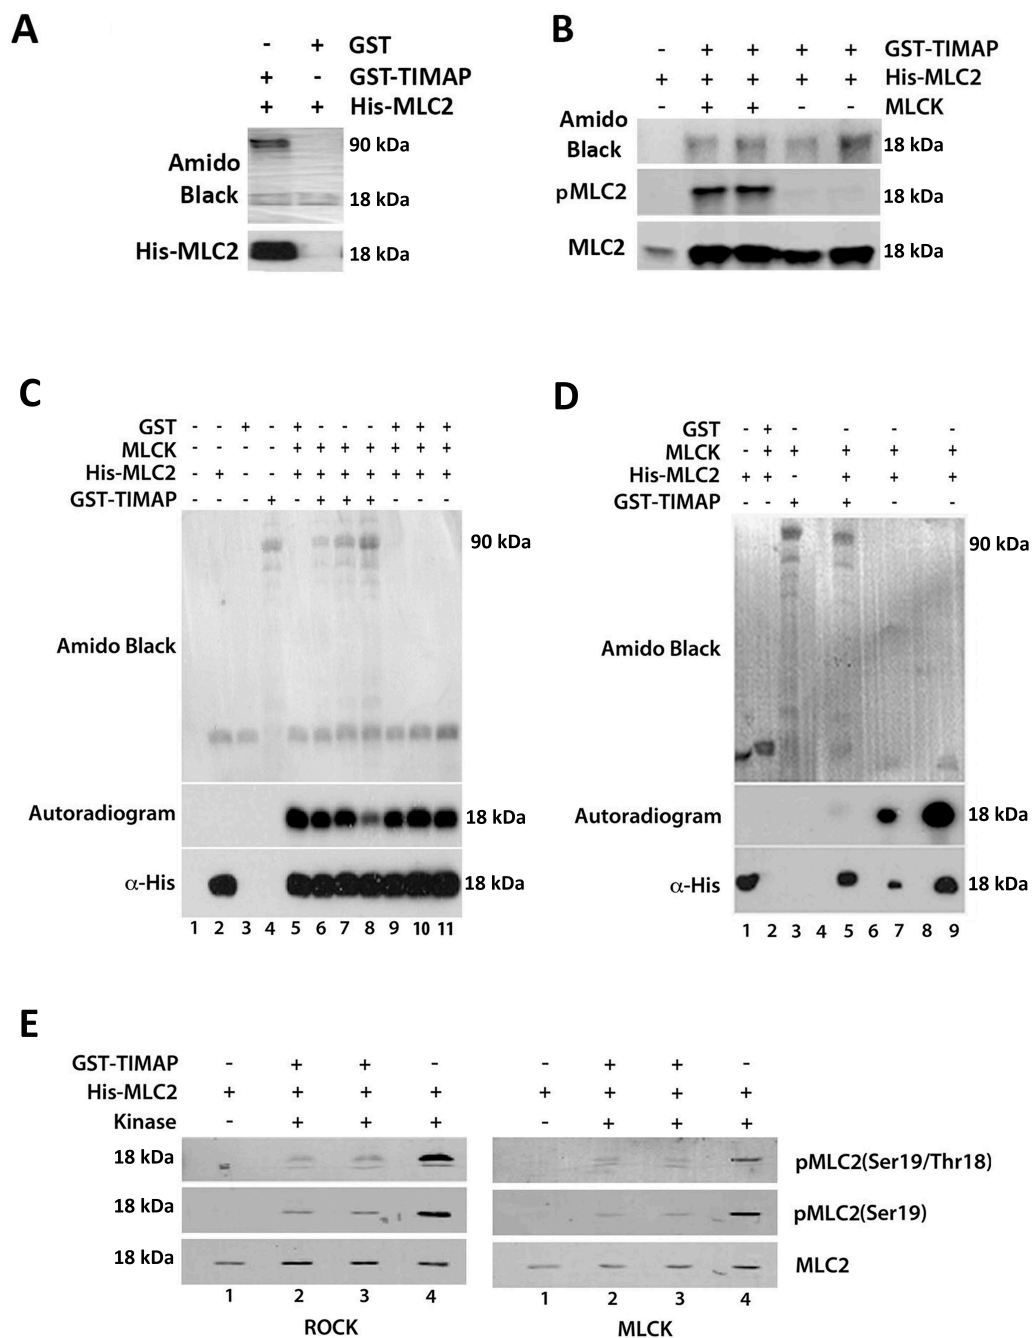 A
- + GST
+ - GST-TIMAP
+ + His-MLC2
Amido Black
90 kDa
18 kDa
His-MLC2 18 kDa
B
- + + + + GST-TIMAP
+ + + + + His-MLC2
- + + - - MLCK
Amido Black 18 kDa
pMLC2 18 kDa
MLC2 18 kDa
C
GST - - + - + - - - + + +
MLCK - - - - + + + + + + +
His-MLC2 - + - - + + + + + + +
GST-TIMAP - - - + - + + + - - -
90 kDa
Amido Black
Autoradiogram 18 kDa
α-His 18 kDa
1 2 3 4 5 6 7 8 9 10 11
D
GST - + - - - -
MLCK - + + + + +
His-MLC2 + + - + + +
GST-TIMAP - - + + - -
90 kDa
Amido Black
Autoradiogram 18 kDa
α-His 18 kDa
1 2 3 4 5 6 7 8 9
E
GST-TIMAP - + + - - + + -
His-MLC2 + + + + + + + +
Kinase - + + + - + + +
18 kDa pMLC2(Ser19/Thr18)
18 kDa pMLC2(Ser19)
18 kDa MLC2
1 2 3 4 1 2 3 4
ROCK MLCK